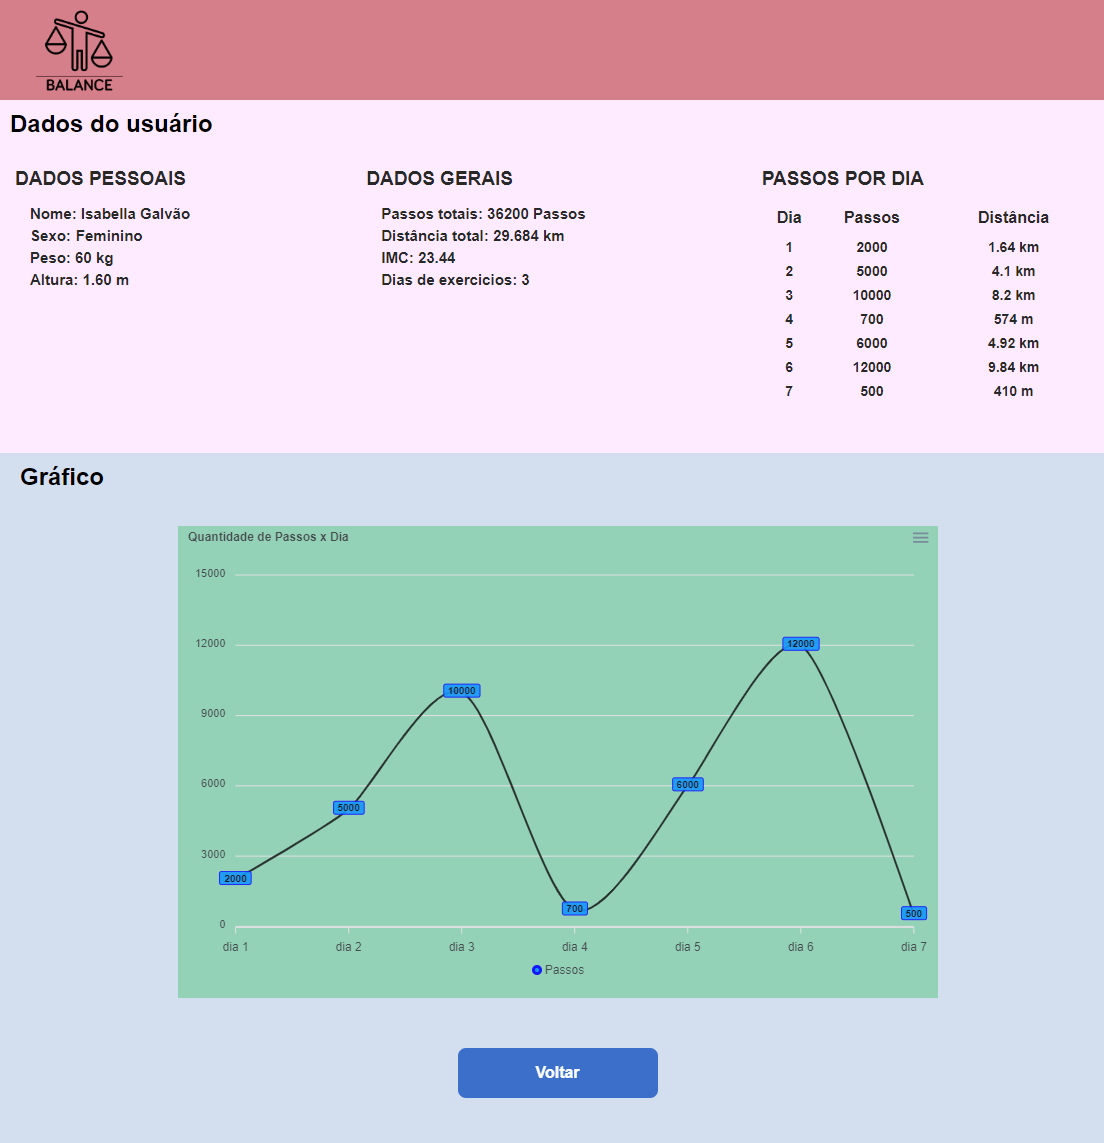 BALANCE
Dados do usuário
DADOS PESSOAIS
Nome: Isabella Galvão
Sexo: Feminino
Peso: 60 kg
Altura: 1.60 m
DADOS GERAIS
Passos totais: 36200 Passos
Distância total: 29.684 km
IMC: 23.44
Dias de exercicios: 3
PASSOS POR DIA
Dia Passos Distância
1 2000 1.64 km
2 5000 4.1 km
3 10000 8.2 km
4 700 574 m
5 6000 4.92 km
6 12000 9.84 km
7 500 410 m
Gráfico
Quantidade de Passos x Dia
15000
12000
9000
6000
3000
0
2000
5000
10000
700
6000
12000
500
dia 1 dia 2 dia 3 dia 4 dia 5 dia 6 dia 7
Passos
Voltar